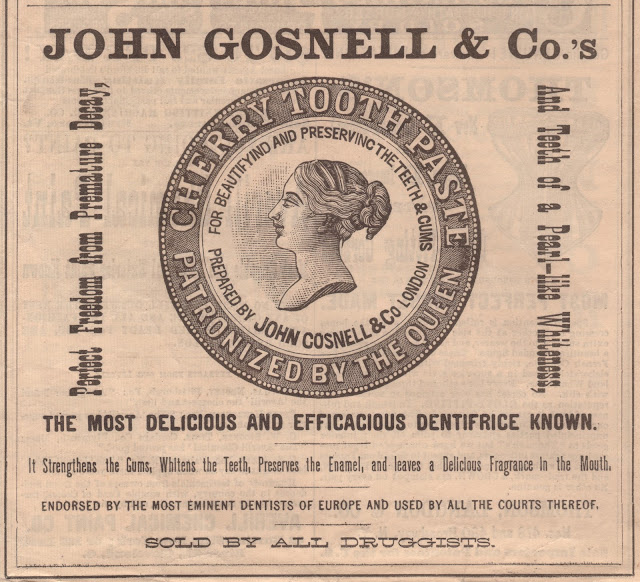 JOHN GOSNELL & Co.'s
Perfect Freedom from Premature Decay,
And Teeth of a Pearl-like Whiteness,
CHERRY TOOTH PASTE
PATRONIZED BY THE QUEEN
FOR BEAUTIFYIND AND PRESERVING THE TEETH & GUMS
PREPARED BY JOHN GOSNELL & Co LONDON
THE MOST DELICIOUS AND EFFICACIOUS DENTIFRICE KNOWN.
It Strengthens the Gums, Whitens the Teeth, Preserves the Enamel, and leaves a Delicious Fragrance in the Mouth.
ENDORSED BY THE MOST EMINENT DENTISTS OF EUROPE AND USED BY ALL THE COURTS THEREOF.
SOLD BY ALL DRUGGISTS.